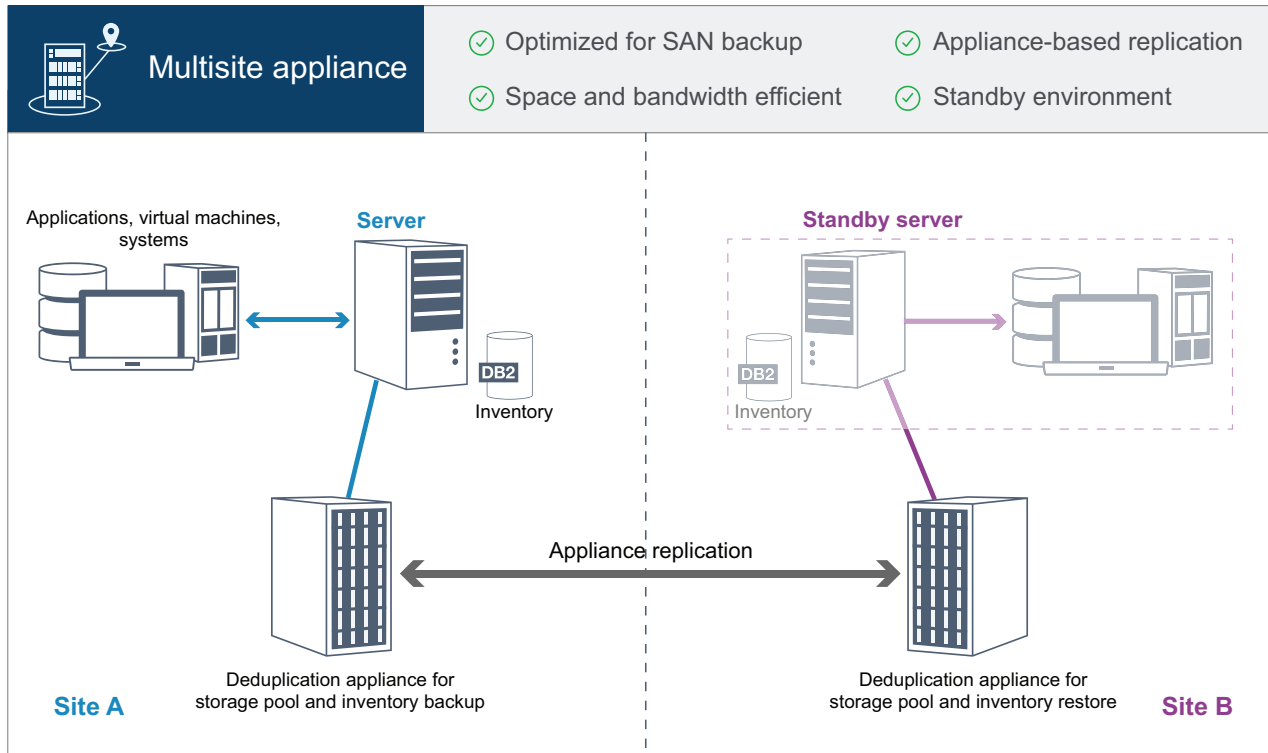 Multisite appliance
Optimized for SAN backup
Appliance-based replication
Space and bandwidth efficient
Standby environment
Applications, virtual machines,
systems
Server
DB2
Inventory
Standby server
DB2
Inventory
Appliance replication
Deduplication appliance for
storage pool and inventory backup
Site A
Deduplication appliance for
storage pool and inventory restore
Site B